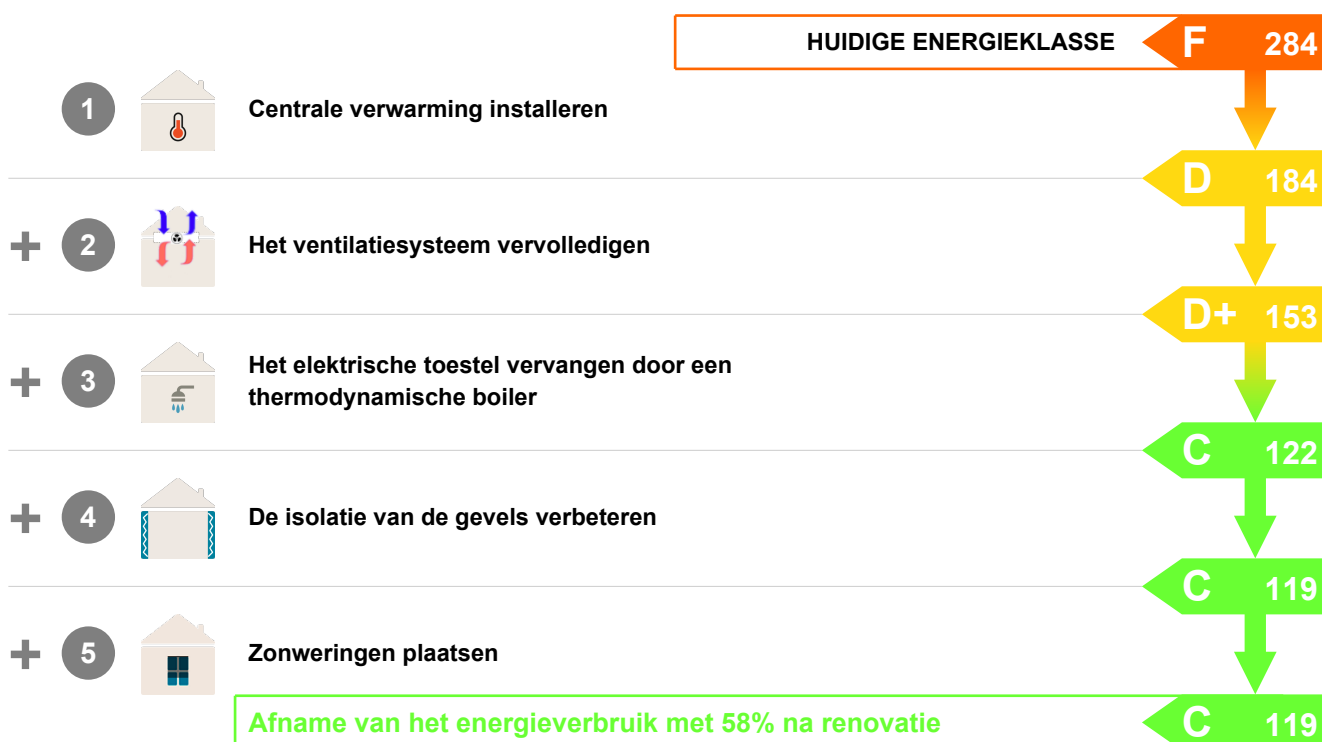 HUIDIGE ENERGIEKLASSE F 284
1 Centrale verwarming installeren
D 184
+ 2 Het ventilatiesysteem vervolledigen
D+ 153
+ 3 Het elektrische toestel vervangen door een
thermodynamische boiler
C 122
+ 4 De isolatie van de gevels verbeteren
C 119
+ 5 Zonweringen plaatsen
Afname van het energieverbruik met 58% na renovatie C 119